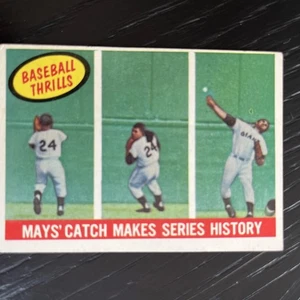 BASEBALL
THRILLS
24
24
GIANTS
MAYS' CATCH MAKES SERIES HISTORY